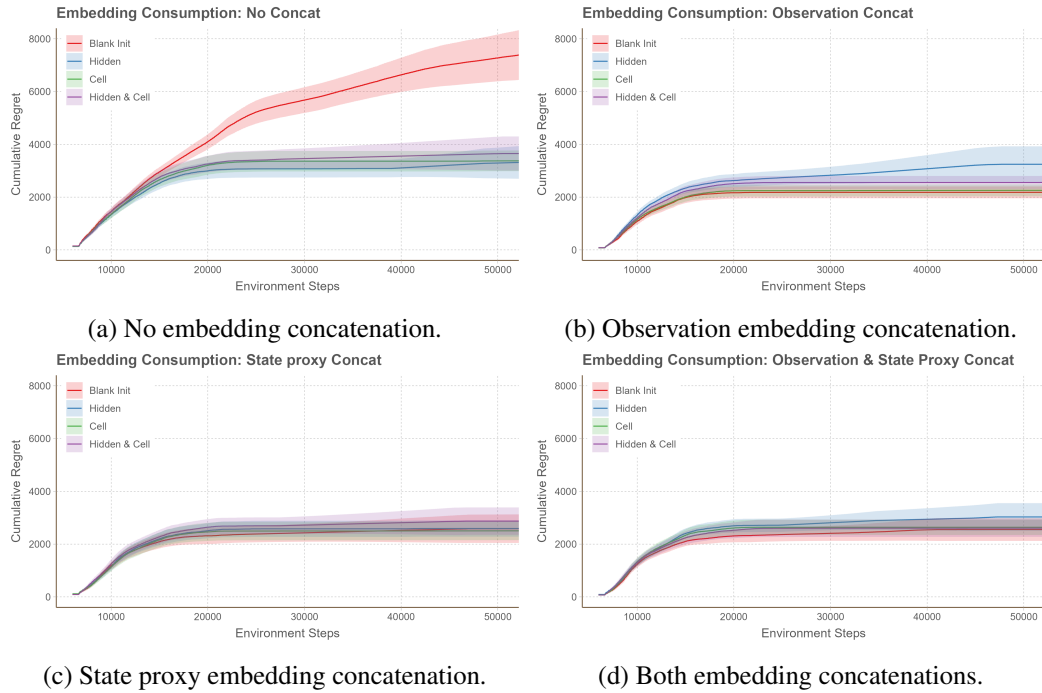 Embedding Consumption: No Concat
Cumulative Regret
8000
6000
4000
2000
0
Blank Init
Hidden
Cell
Hidden & Cell
10000 20000 30000 40000 50000
Environment Steps
(a) No embedding concatenation.
Embedding Consumption: Observation Concat
Cumulative Regret
8000
6000
4000
2000
0
Blank Init
Hidden
Cell
Hidden & Cell
10000 20000 30000 40000 50000
Environment Steps
(b) Observation embedding concatenation.
Embedding Consumption: State proxy Concat
Cumulative Regret
8000
6000
4000
2000
0
Blank Init
Hidden
Cell
Hidden & Cell
10000 20000 30000 40000 50000
Environment Steps
(c) State proxy embedding concatenation.
Embedding Consumption: Observation & State Proxy Concat
Cumulative Regret
8000
6000
4000
2000
0
Blank Init
Hidden
Cell
Hidden & Cell
10000 20000 30000 40000 50000
Environment Steps
(d) Both embedding concatenations.